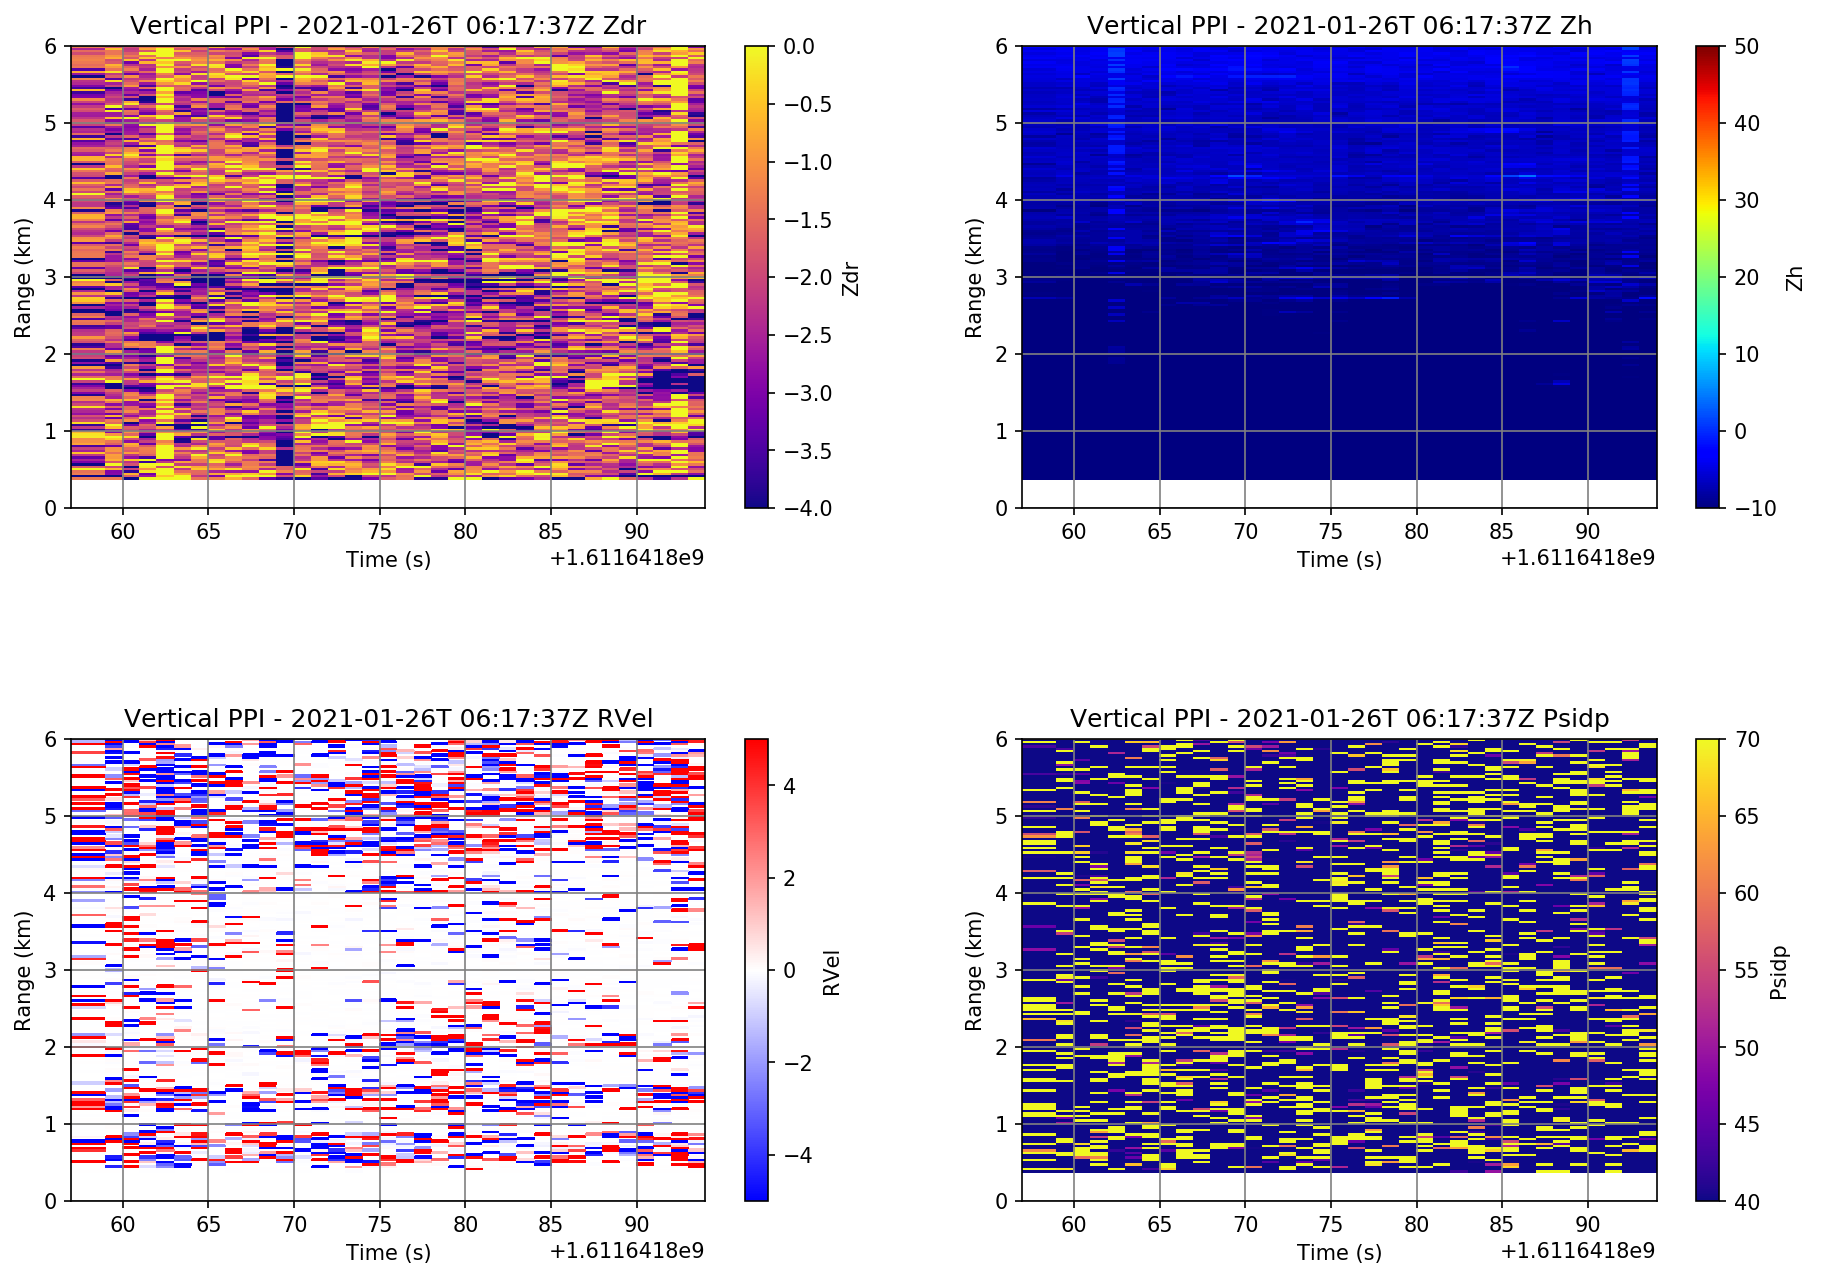 Vertical PPI - 2021-01-26T 06:17:37Z Zdr
6
5
4
3
2
1
0
Range (km)
60 65 70 75 80 85 90
Time (s)
+1.6116418e9
0.0
−0.5
−1.0
−1.5
−2.0
−2.5
−3.0
−3.5
−4.0
Zdr
Vertical PPI - 2021-01-26T 06:17:37Z Zh
6
5
4
3
2
1
0
Range (km)
60 65 70 75 80 85 90
Time (s)
+1.6116418e9
50
40
30
20
10
0
−10
Zh
Vertical PPI - 2021-01-26T 06:17:37Z RVel
6
5
4
3
2
1
0
Range (km)
60 65 70 75 80 85 90
Time (s)
+1.6116418e9
4
2
0
−2
−4
RVel
Vertical PPI - 2021-01-26T 06:17:37Z Psidp
6
5
4
3
2
1
0
Range (km)
60 65 70 75 80 85 90
Time (s)
+1.6116418e9
70
65
60
55
50
45
40
Psidp